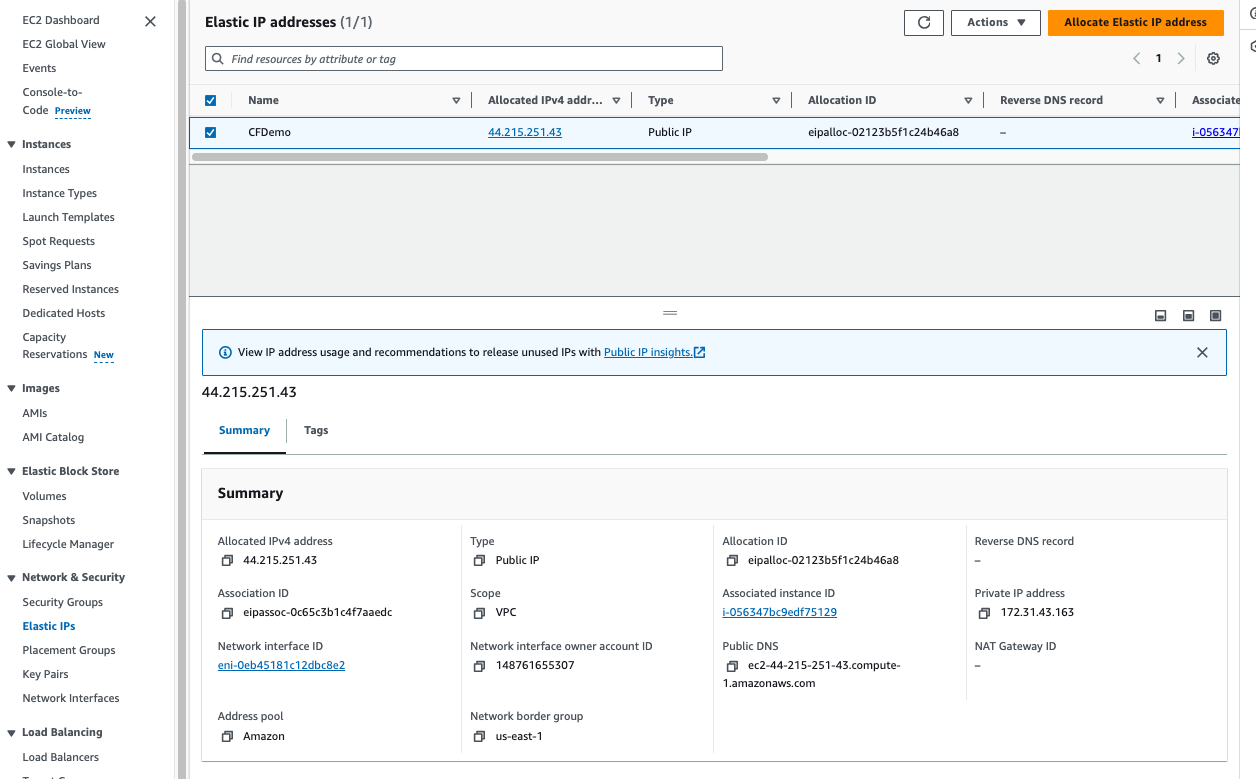 EC2 Dashboard
EC2 Global View
Events
Console-to-
Code Preview
Instances
Instances
Instance Types
Launch Templates
Spot Requests
Savings Plans
Reserved Instances
Dedicated Hosts
Capacity
Reservations New
Images
AMIs
AMI Catalog
Elastic Block Store
Volumes
Snapshots
Lifecycle Manager
Network & Security
Security Groups
Elastic IPs
Placement Groups
Key Pairs
Network Interfaces
Load Balancing
Load Balancers
Elastic IP addresses (1/1)
Actions
Allocate Elastic IP address
Find resources by attribute or tag
1
Name Allocated IPv4 addr... Type Allocation ID Reverse DNS record Associate
CFDemo 44.215.251.43 Public IP eipalloc-02123b5f1c24b46a8 – i-056347
View IP address usage and recommendations to release unused IPs with Public IP insights.
44.215.251.43
Summary Tags
Summary
Allocated IPv4 address Type Allocation ID Reverse DNS record
44.215.251.43 Public IP eipalloc-02123b5f1c24b46a8 –
Association ID Scope Associated instance ID Private IP address
eipassoc-0c65c3b1c4f7aaedc VPC i-056347bc9edf75129 172.31.43.163
Network interface ID Network interface owner account ID Public DNS NAT Gateway ID
eni-0eb45181c12dbc8e2 148761655307 ec2-44-215-251-43.compute- –
1.amazonaws.com
Address pool Network border group
Amazon us-east-1